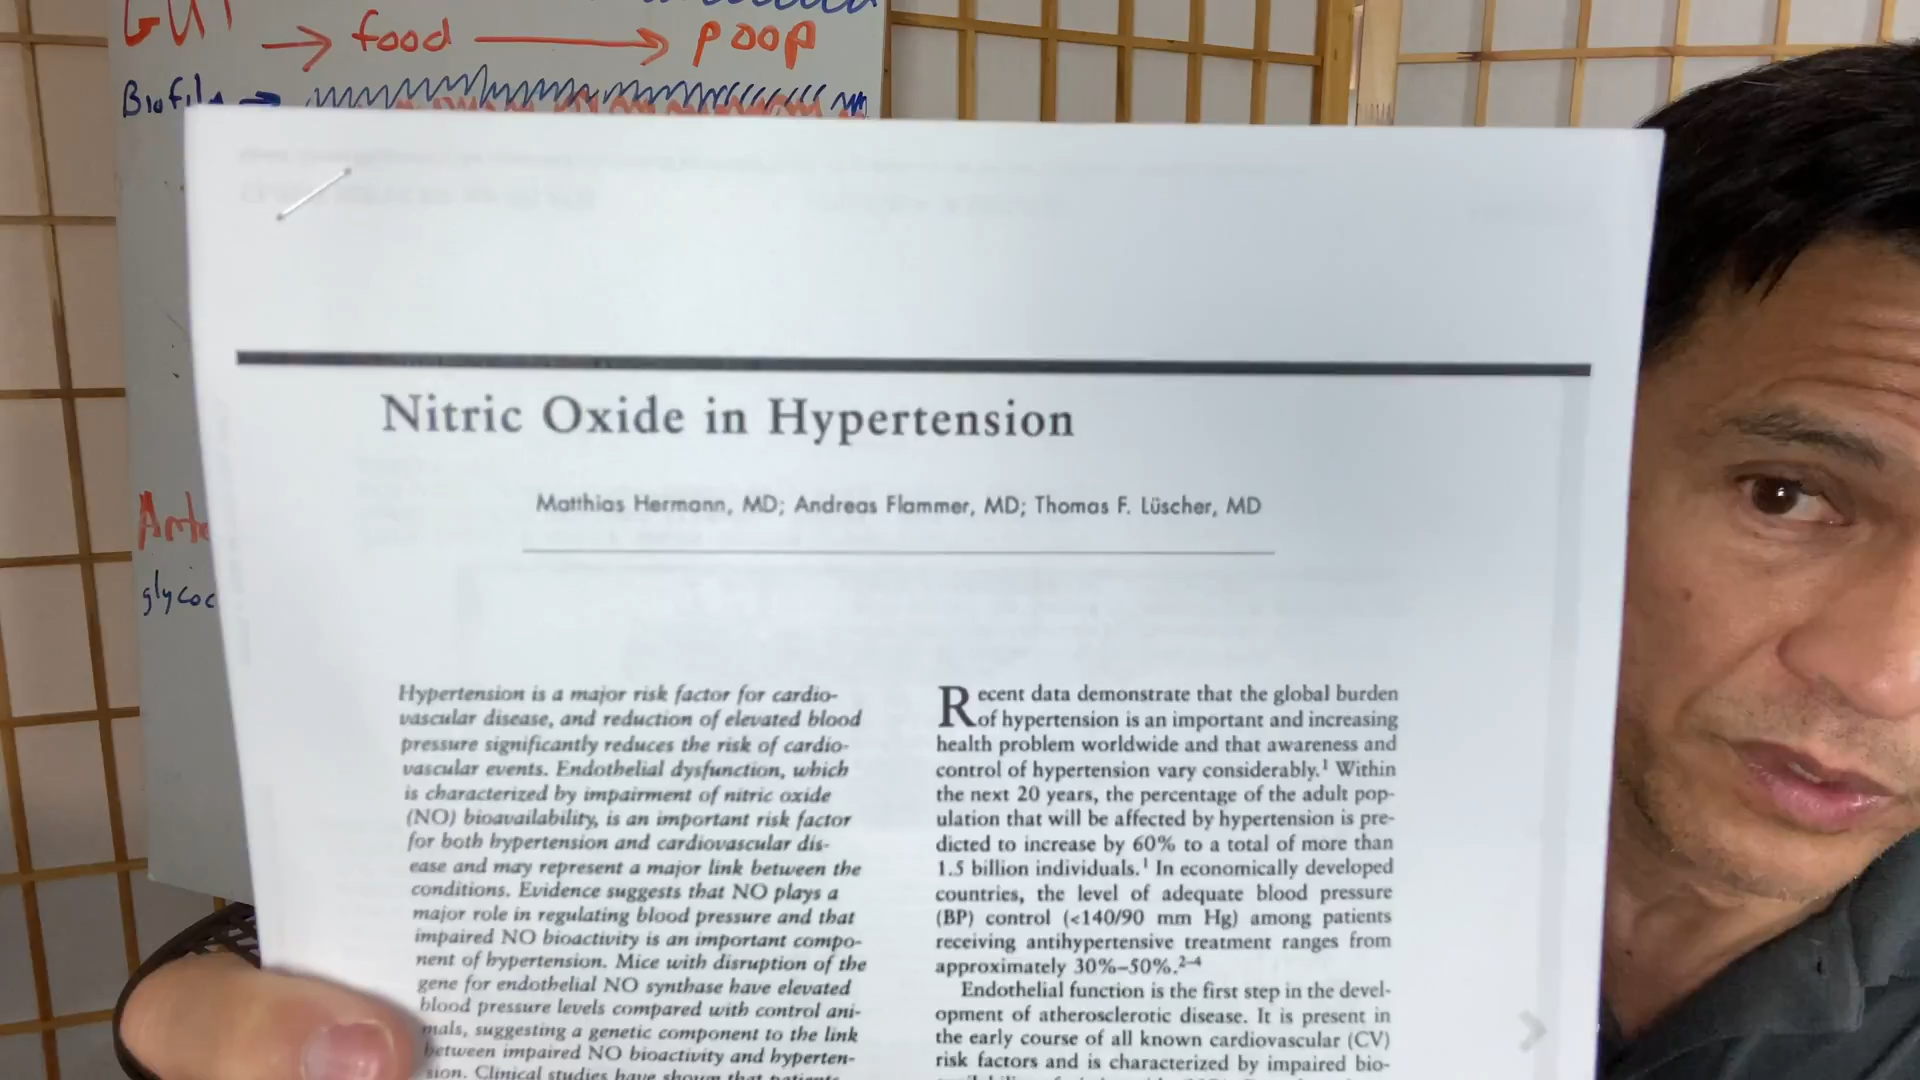 GUT
→ food → poop
Biofilm →
Arte
glycoc
Nitric Oxide in Hypertension
Matthias Hermann, MD; Andreas Flammer, MD; Thomas F. Lüscher, MD
Hypertension is a major risk factor for cardio-
vascular disease, and reduction of elevated blood
pressure significantly reduces the risk of cardio-
vascular events. Endothelial dysfunction, which
is characterized by impairment of nitric oxide
(NO) bioavailability, is an important risk factor
for both hypertension and cardiovascular dis-
ease and may represent a major link between the
conditions. Evidence suggests that NO plays a
major role in regulating blood pressure and that
impaired NO bioactivity is an important compo-
nent of hypertension. Mice with disruption of the
gene for endothelial NO synthase have elevated
blood pressure levels compared with control ani-
mals, suggesting a genetic component to the link
between impaired NO bioactivity and hyperten-
sion. Clinical studies have shown that patients
Recent data demonstrate that the global burden
of hypertension is an important and increasing
health problem worldwide and that awareness and
control of hypertension vary considerably.1 Within
the next 20 years, the percentage of the adult pop-
ulation that will be affected by hypertension is pre-
dicted to increase by 60% to a total of more than
1.5 billion individuals.1 In economically developed
countries, the level of adequate blood pressure
(BP) control (<140/90 mm Hg) among patients
receiving antihypertensive treatment ranges from
approximately 30%–50%.2–4
Endothelial function is the first step in the devel-
opment of atherosclerotic disease. It is present in
the early course of all known cardiovascular (CV)
risk factors and is characterized by impaired bio-